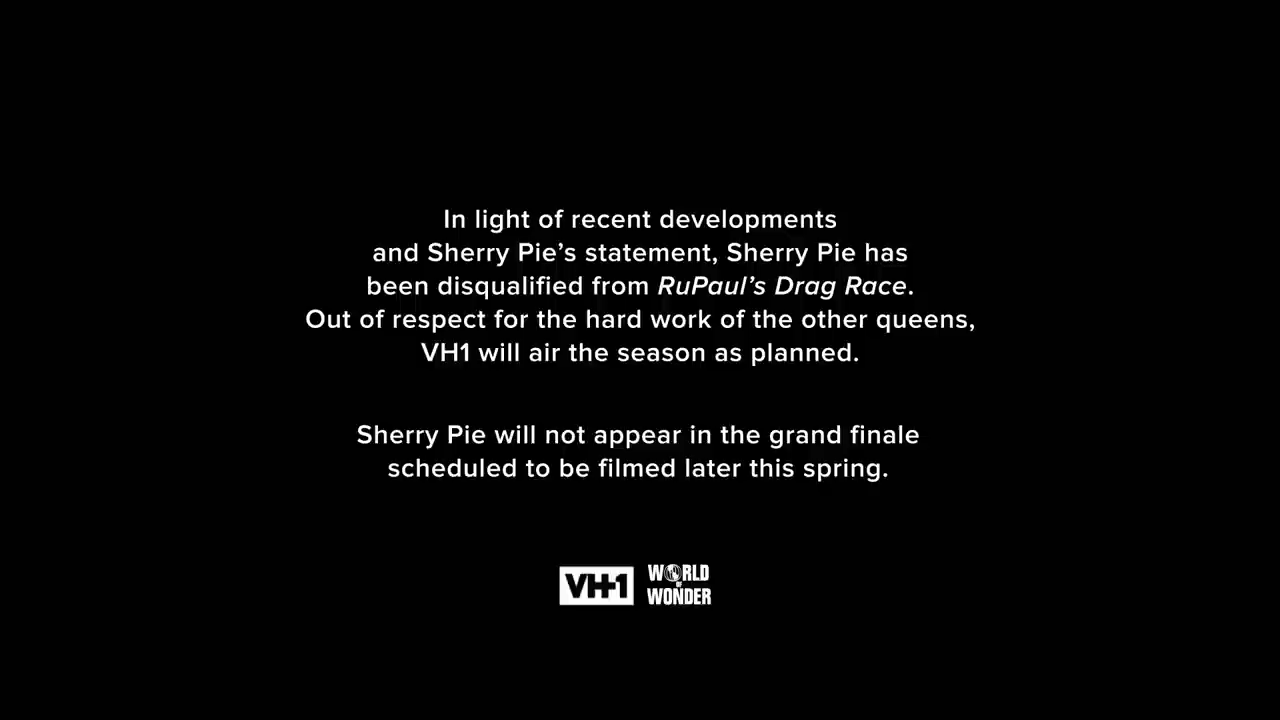 In light of recent developments
and Sherry Pie’s statement, Sherry Pie has
been disqualified from RuPaul’s Drag Race.
Out of respect for the hard work of the other queens,
VH1 will air the season as planned.
Sherry Pie will not appear in the grand finale
scheduled to be filmed later this spring.
VH1
WORLD
OF
WONDER